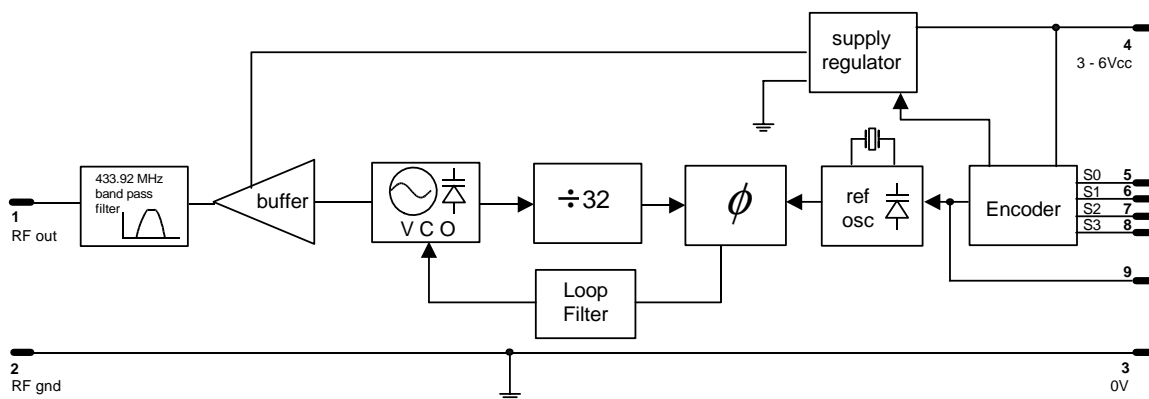 supply
regulator
4
3 - 6Vcc
433.92 MHz
band pass
filter
buffer
V C O
÷32
ϕ
ref
osc
Encoder
S0 5
S1 6
S2 7
S3 8
1
RF out
9
Loop
Filter
2
RF gnd
3
0V